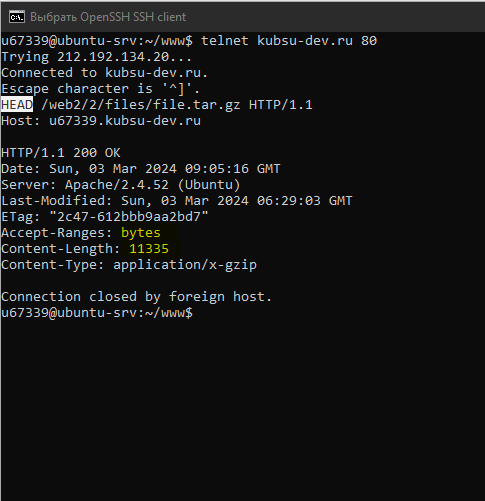 Выбрать OpenSSH SSH client
u67339@ubuntu-srv:~/www$ telnet kubsu-dev.ru 80
Trying 212.192.134.20...
Connected to kubsu-dev.ru.
Escape character is '^]'.
HEAD /web2/2/files/file.tar.gz HTTP/1.1
Host: u67339.kubsu-dev.ru

HTTP/1.1 200 OK
Date: Sun, 03 Mar 2024 09:05:16 GMT
Server: Apache/2.4.52 (Ubuntu)
Last-Modified: Sun, 03 Mar 2024 06:29:03 GMT
ETag: "2c47-612bbb9aa2bd7"
Accept-Ranges: bytes
Content-Length: 11335
Content-Type: application/x-gzip

Connection closed by foreign host.
u67339@ubuntu-srv:~/www$